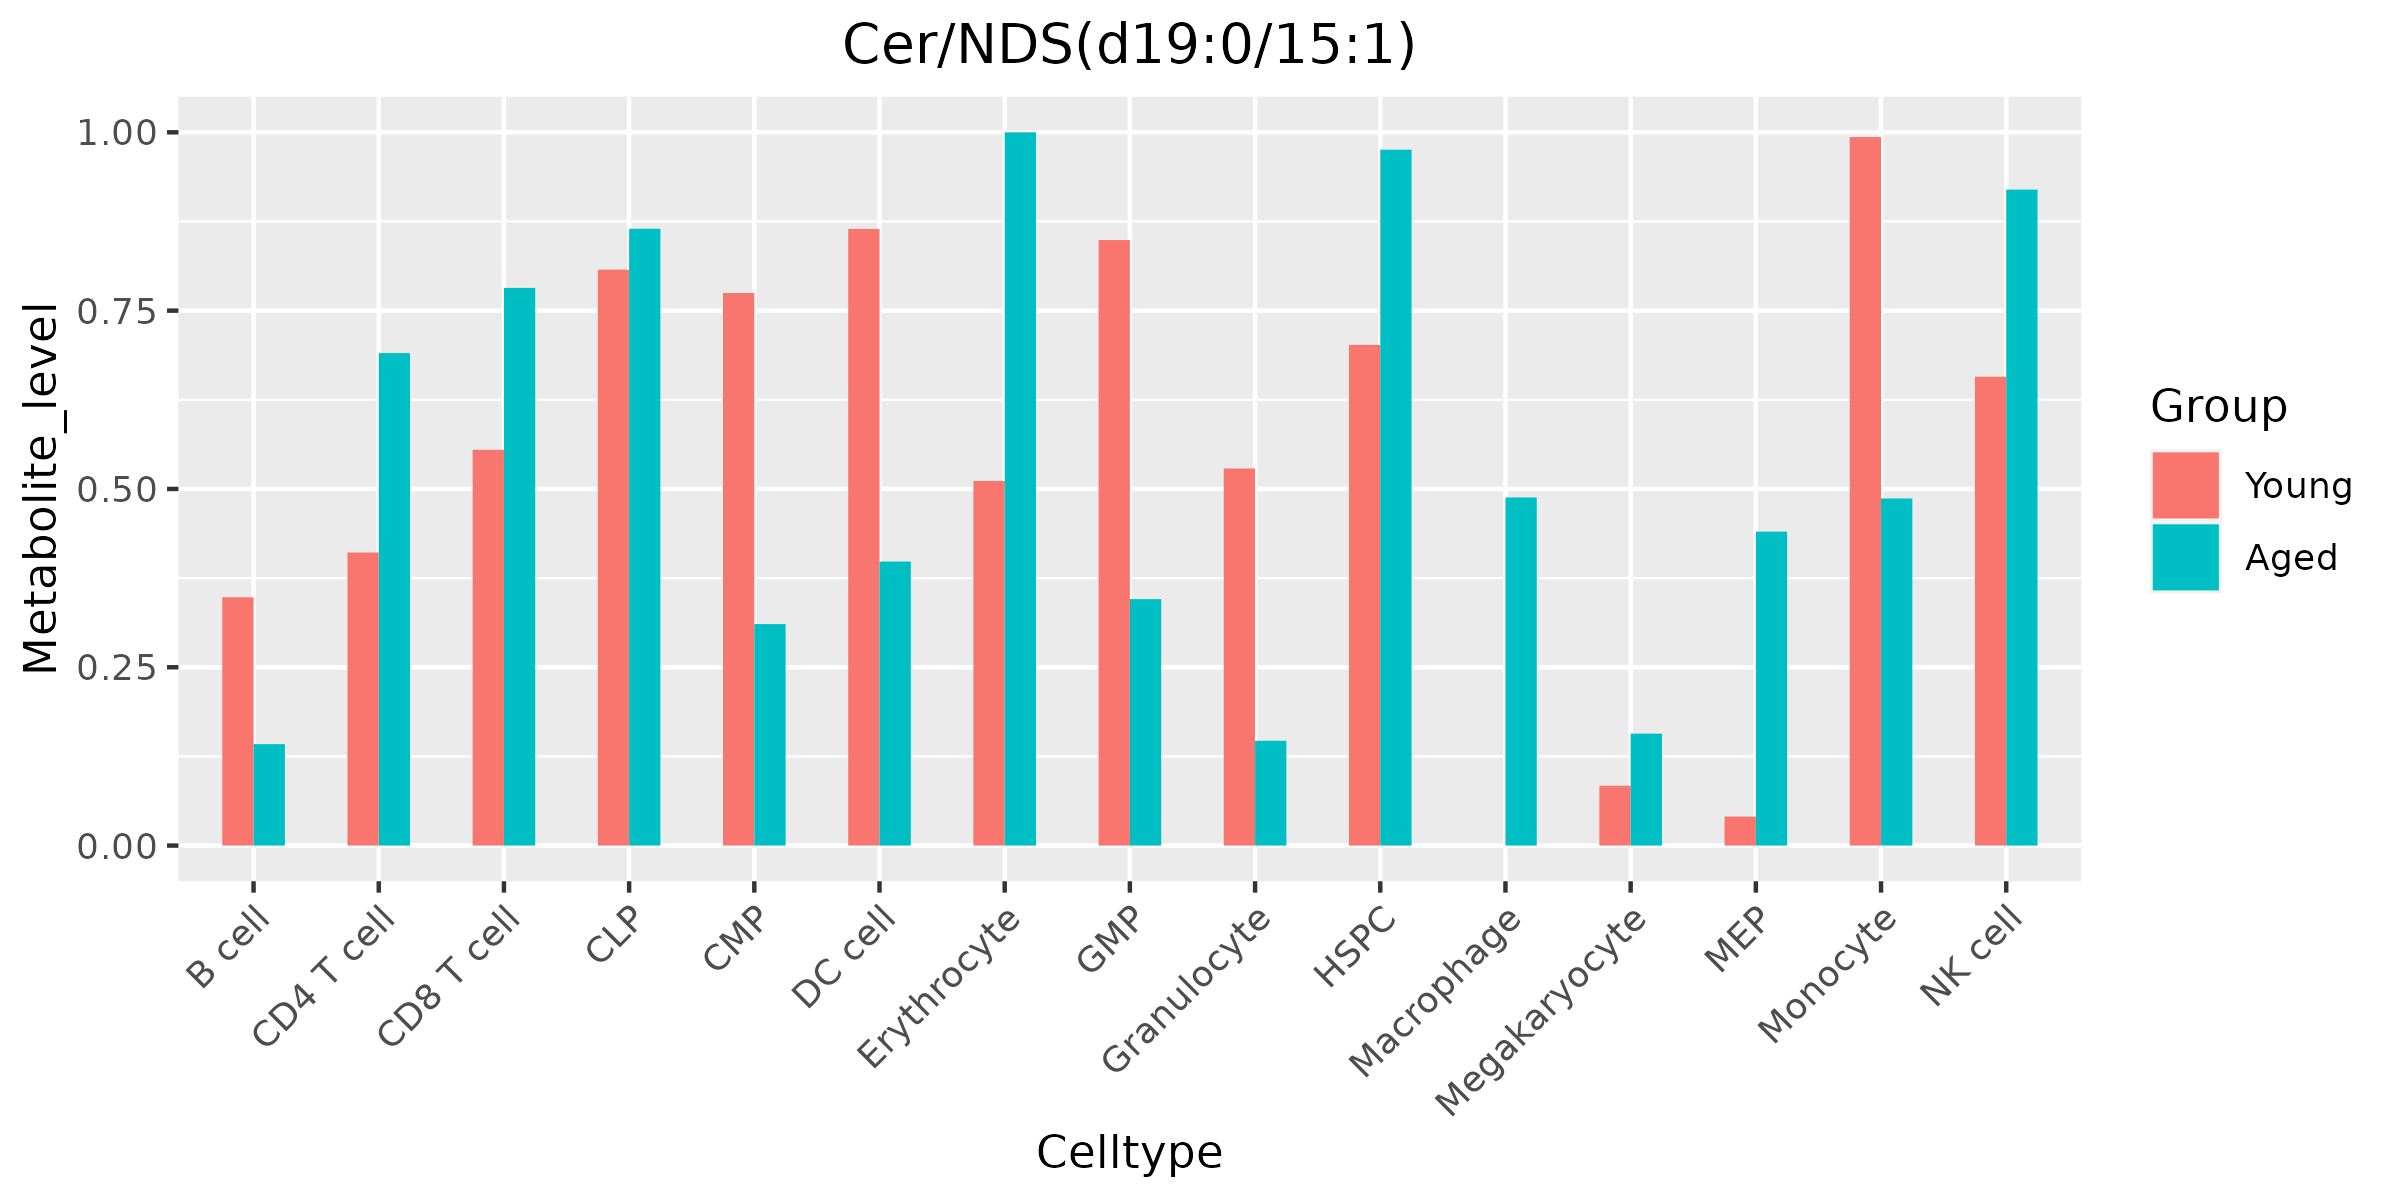 Cer/NDS(d19:0/15:1)
Metabolite_level
1.00
0.75
0.50
0.25
0.00
B cell
CD4 T cell
CD8 T cell
CLP
CMP
DC cell
Erythrocyte
GMP
Granulocyte
HSPC
Macrophage
Megakaryocyte
MEP
Monocyte
NK cell
Celltype
Group
Young
Aged